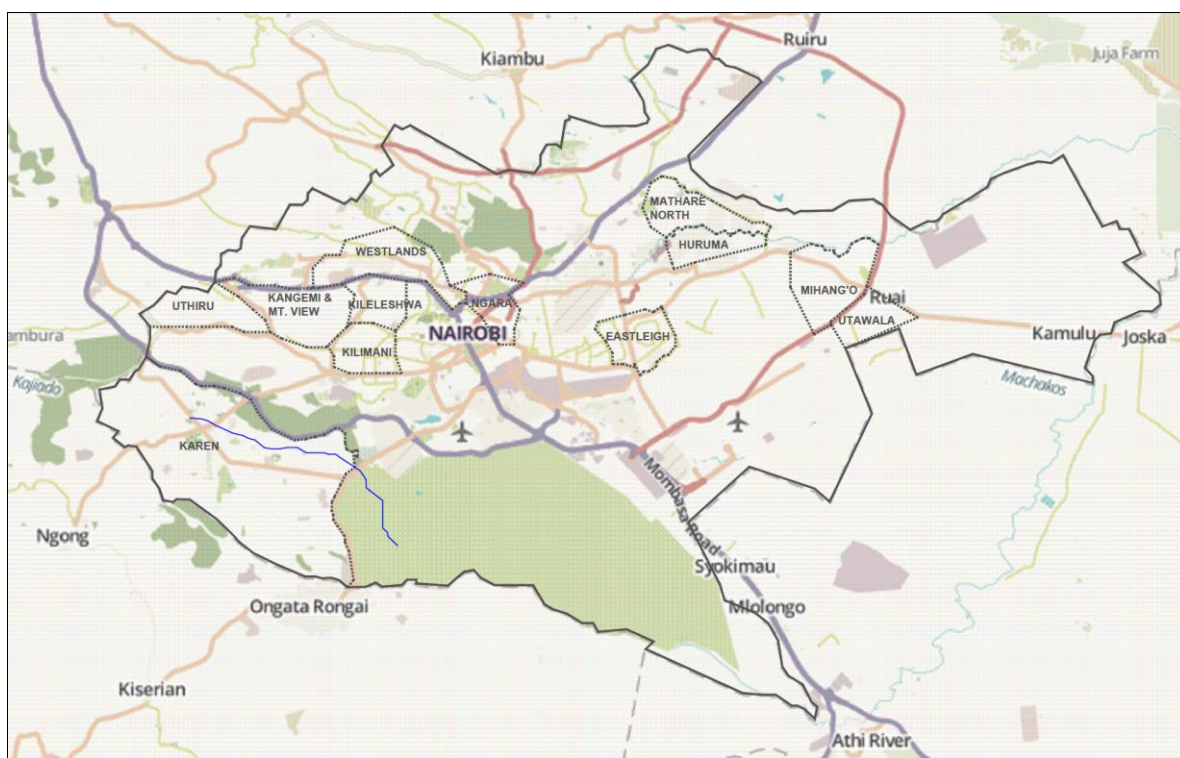 Ruiru
Kiambu
Juja Farm
MATHARE
NORTH
HURUMA
WESTLANDS
MIHANG'O
Ruai
UTAWALA
UTHIRU
KANGEMI &
MT. VIEW
KILELESHWA
NGARA
NAIROBI
EASTLEIGH
Kamulu
Joska
ambura
KILIMANI
Kajiado
Machakos
KAREN
Mombasa Road
Ngong
Syokimau
Mlolongo
Ongata Rongai
Kiserian
Athi River